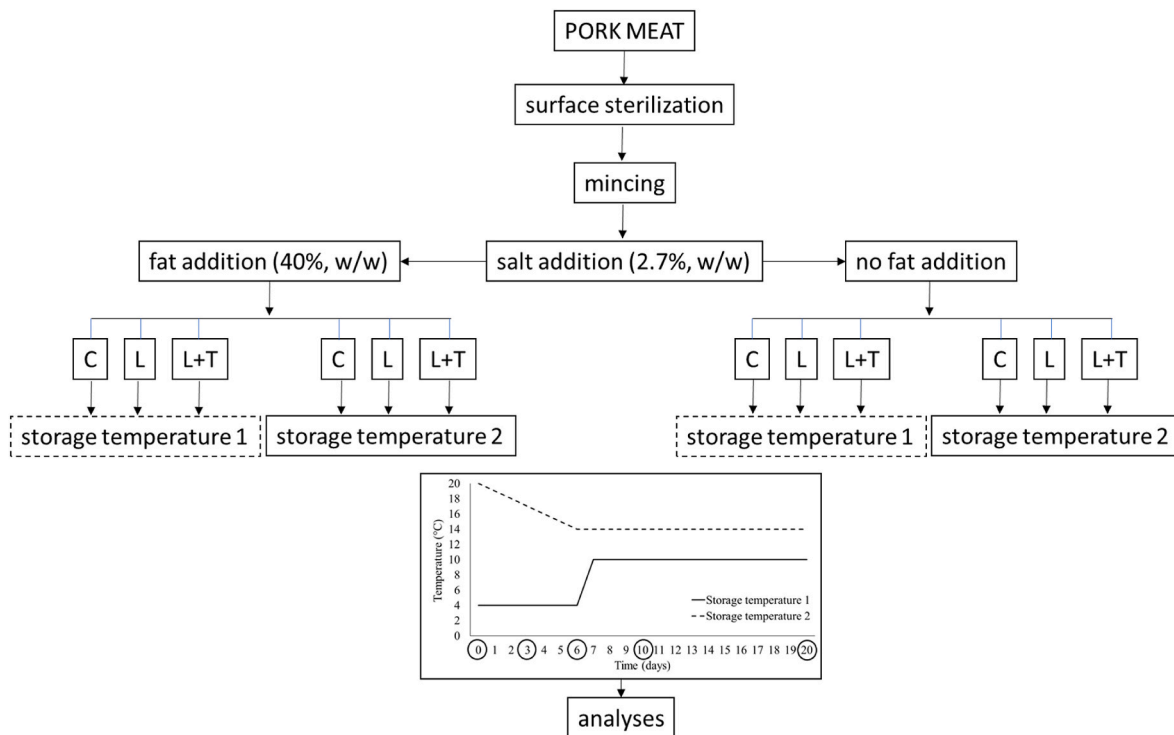 PORK MEAT
surface sterilization
mincing
fat addition (40%, w/w) salt addition (2.7%, w/w) no fat addition
C L L+T C L L+T C L L+T C L L+T
storage temperature 1 storage temperature 2 storage temperature 1 storage temperature 2
20
18
16
14
12
10
8
6
4
2
0
Temperature (°C)
Storage temperature 1
Storage temperature 2
0 1 2 3 4 5 6 7 8 9 10 11 12 13 14 15 16 17 18 19 20
Time (days)
analyses